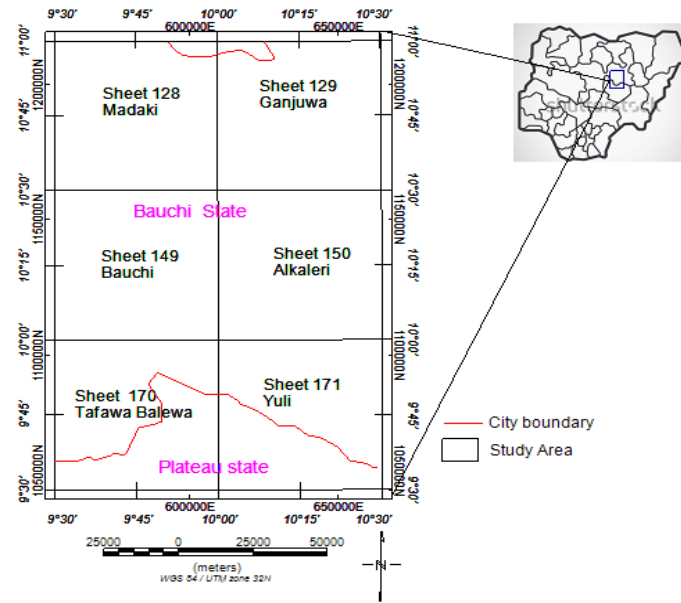 9°30' 9°45' 10°00' 10°15' 10°30'
600000E 650000E
11°00' 11°00'
1200000N 1200000N
Sheet 128
Madaki
Sheet 129
Ganjuwa
10°45' 10°45'
10°30' 10°30'
Bauchi State
1150000N 1150000N
Sheet 149
Bauchi
Sheet 150
Alkaleri
10°15' 10°15'
10°00' 10°00'
1100000N 1100000N
Sheet 170
Tafawa Balewa
Sheet 171
Yuli
9°45' 9°45'
Plateau state
1050000N 1050000N
9°30' 9°30'
600000E 650000E
9°30' 9°45' 10°00' 10°15' 10°30'
25000 0 25000 50000
(meters)
WGS 84 / UTM zone 32N
N
shutterstock
City boundary
Study Area